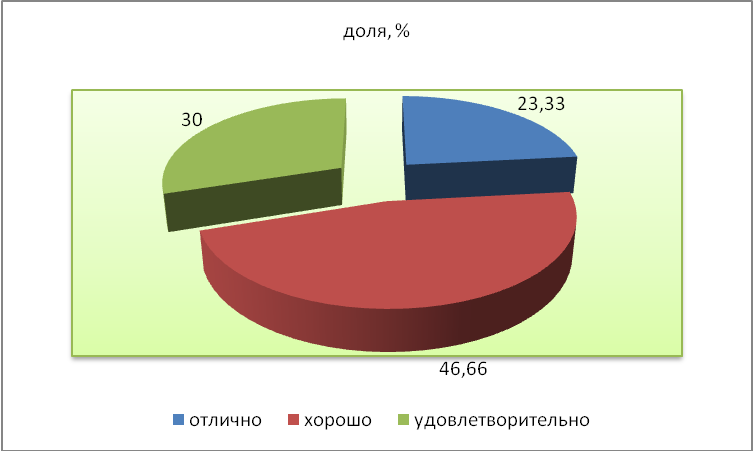 доля, %
23,33
30
46,66
отлично хорошо удовлетворительно